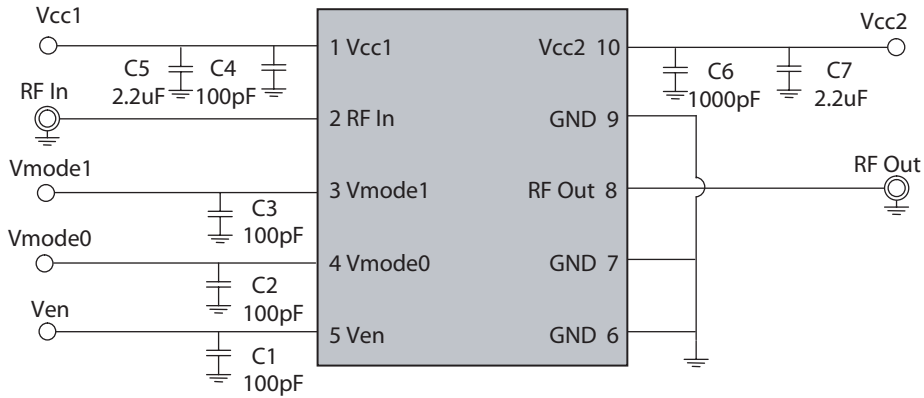 Vcc1
Vcc2
1 Vcc1
Vcc2 10
C5
2.2uF
C4
100pF
C6
1000pF
C7
2.2uF
RF In
2 RF In
GND 9
Vmode1
3 Vmode1
RF Out 8
RF Out
C3
100pF
Vmode0
4 Vmode0
GND 7
C2
100pF
Ven
5 Ven
GND 6
C1
100pF